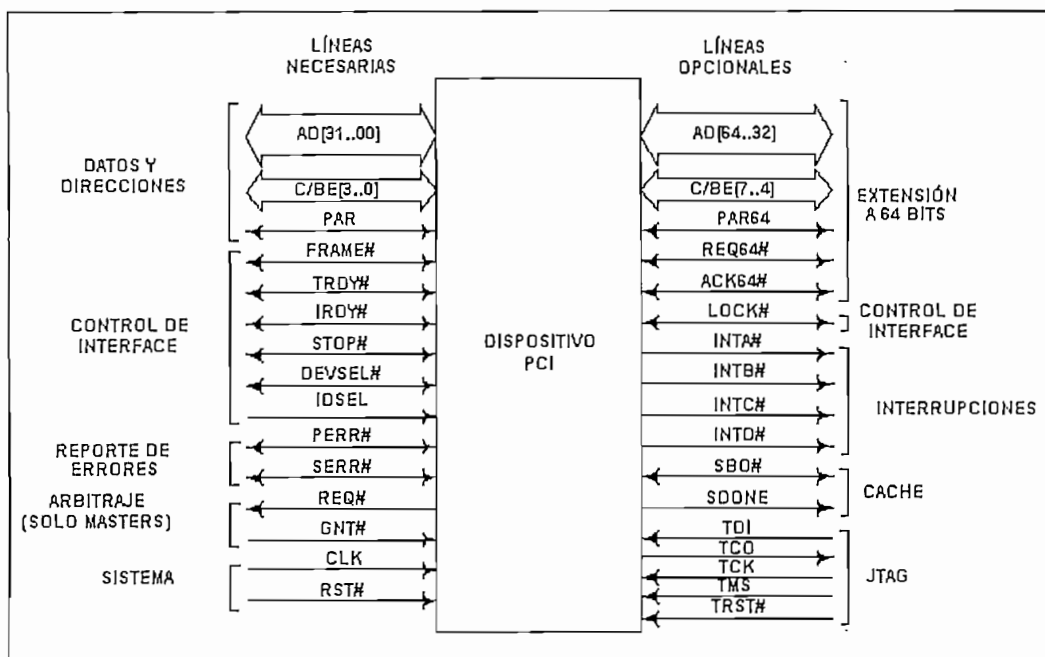 LÍNEAS
NECESARIAS
LÍNEAS
OPCIONALES
DATOS Y
DIRECCIONES
AD[31..00]
C/BE[3..0]
PAR
CONTROL DE
INTERFACE
FRAME#
TRDY#
IRDY#
STOP#
DEVSEL#
IDSEL
REPORTE DE
ERRORES
PERR#
SERR#
ARBITRAJE
(SOLO MASTERS)
REQ#
GNT#
SISTEMA
CLK
RST#
DISPOSITIVO
PCI
AD[64..32]
C/BE[7..4]
PAR64
REQ64#
ACK64#
EXTENSIÓN
A 64 BITS
LOCK#
CONTROL DE
INTERFACE
INTA#
INTB#
INTC#
INTD#
INTERRUPCIONES
SBO#
SDONE
CACHE
TDI
TCO
TCK
TMS
TRST#
JTAG